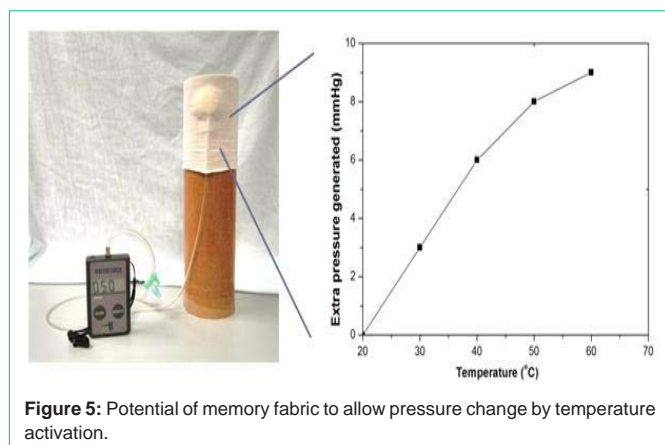 050
10
8
6
4
2
0
Extra pressure generated (mmHg)
20 30 40 50 60
Temperature (°C)
Figure 5: Potential of memory fabric to allow pressure change by temperature
activation.